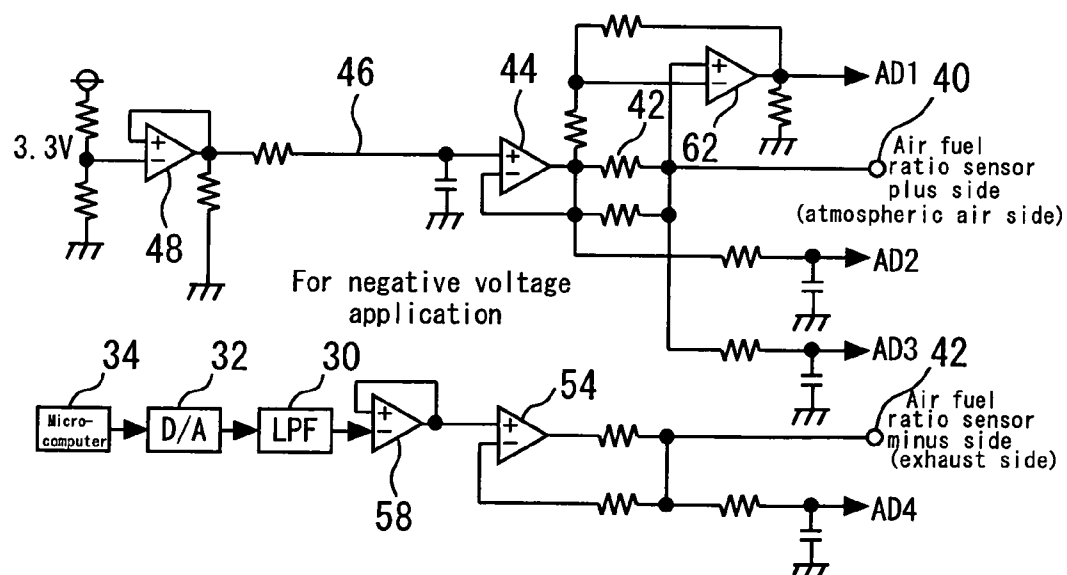 46
44
42
62
AD1
40
3.3V
48
Air fuel
ratio sensor
plus side
(atmospheric air side)
AD2
For negative voltage
application
AD3
42
34
32
30
54
Micro-
computer
D/A
LPF
58
Air fuel
ratio sensor
minus side
(exhaust side)
AD4